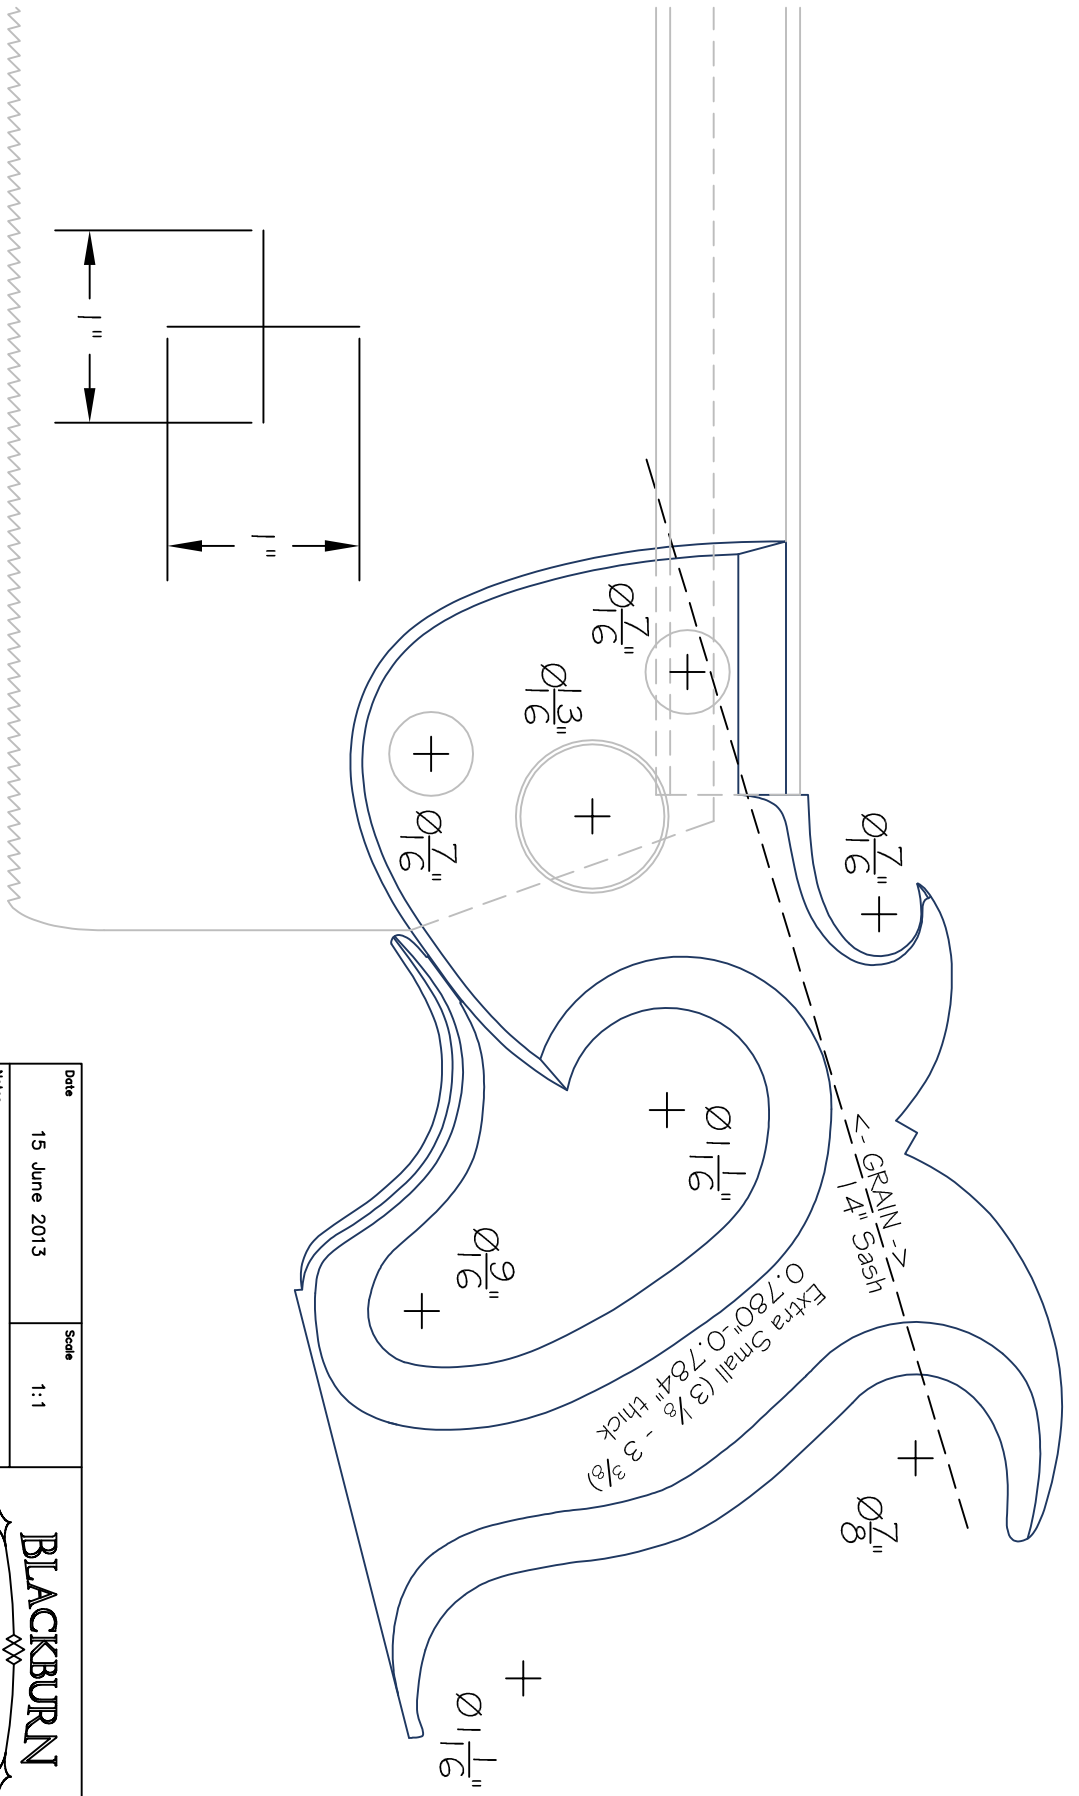 1"
1"
Ø7/16"
Ø13/16"
Ø7/16"
Ø7/16"
Ø1 1/16"
Ø9/16"
<- GRAIN ->
14" Sash
Extra Small (3 ⅛ - 3 ⅜)
0.780"-0.784" thick
Ø7/8"
Ø1 1/16"
Date
15 June 2013
Scale
1:1
BLACKBURN